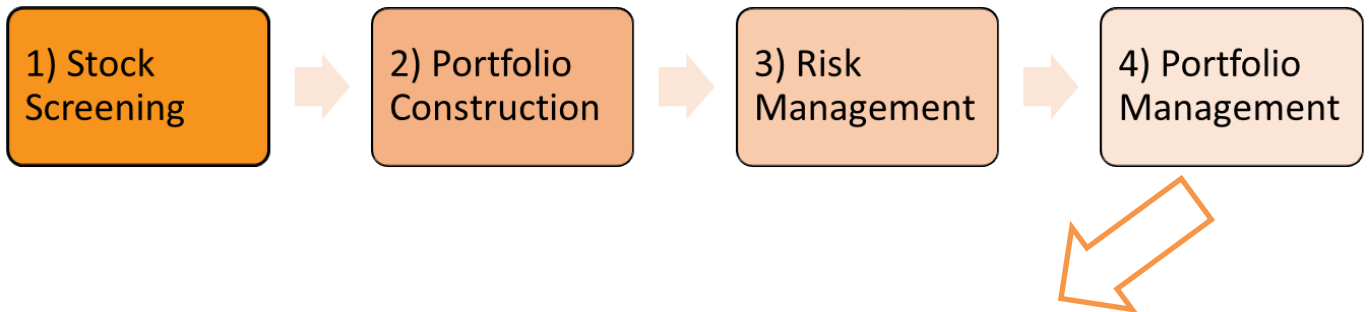 1) Stock
Screening
2) Portfolio
Construction
3) Risk
Management
4) Portfolio
Management